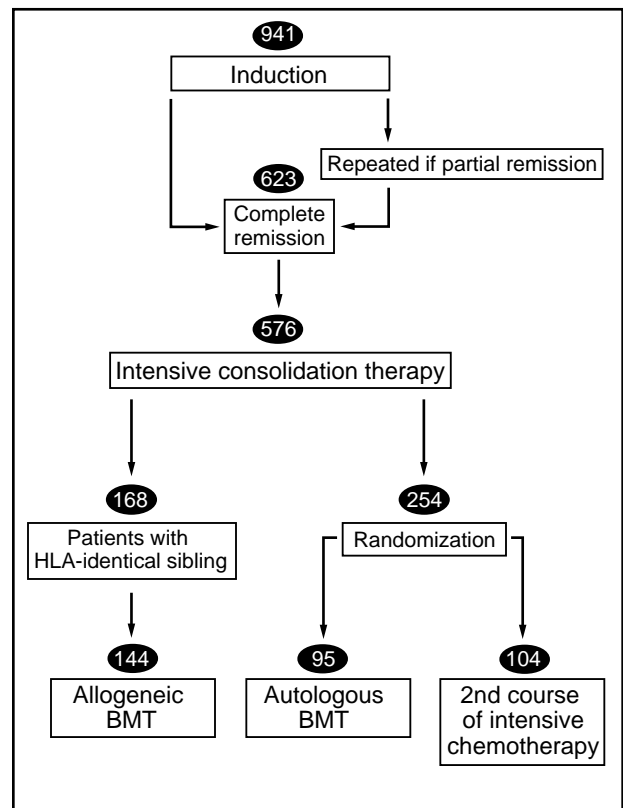 941
Induction
Repeated if partial remission
623
Complete
remission
576
Intensive consolidation therapy
168
254
Patients with
HLA-identical sibling
Randomization
144
95
104
Allogeneic
BMT
Autologous
BMT
2nd course
of intensive
chemotherapy